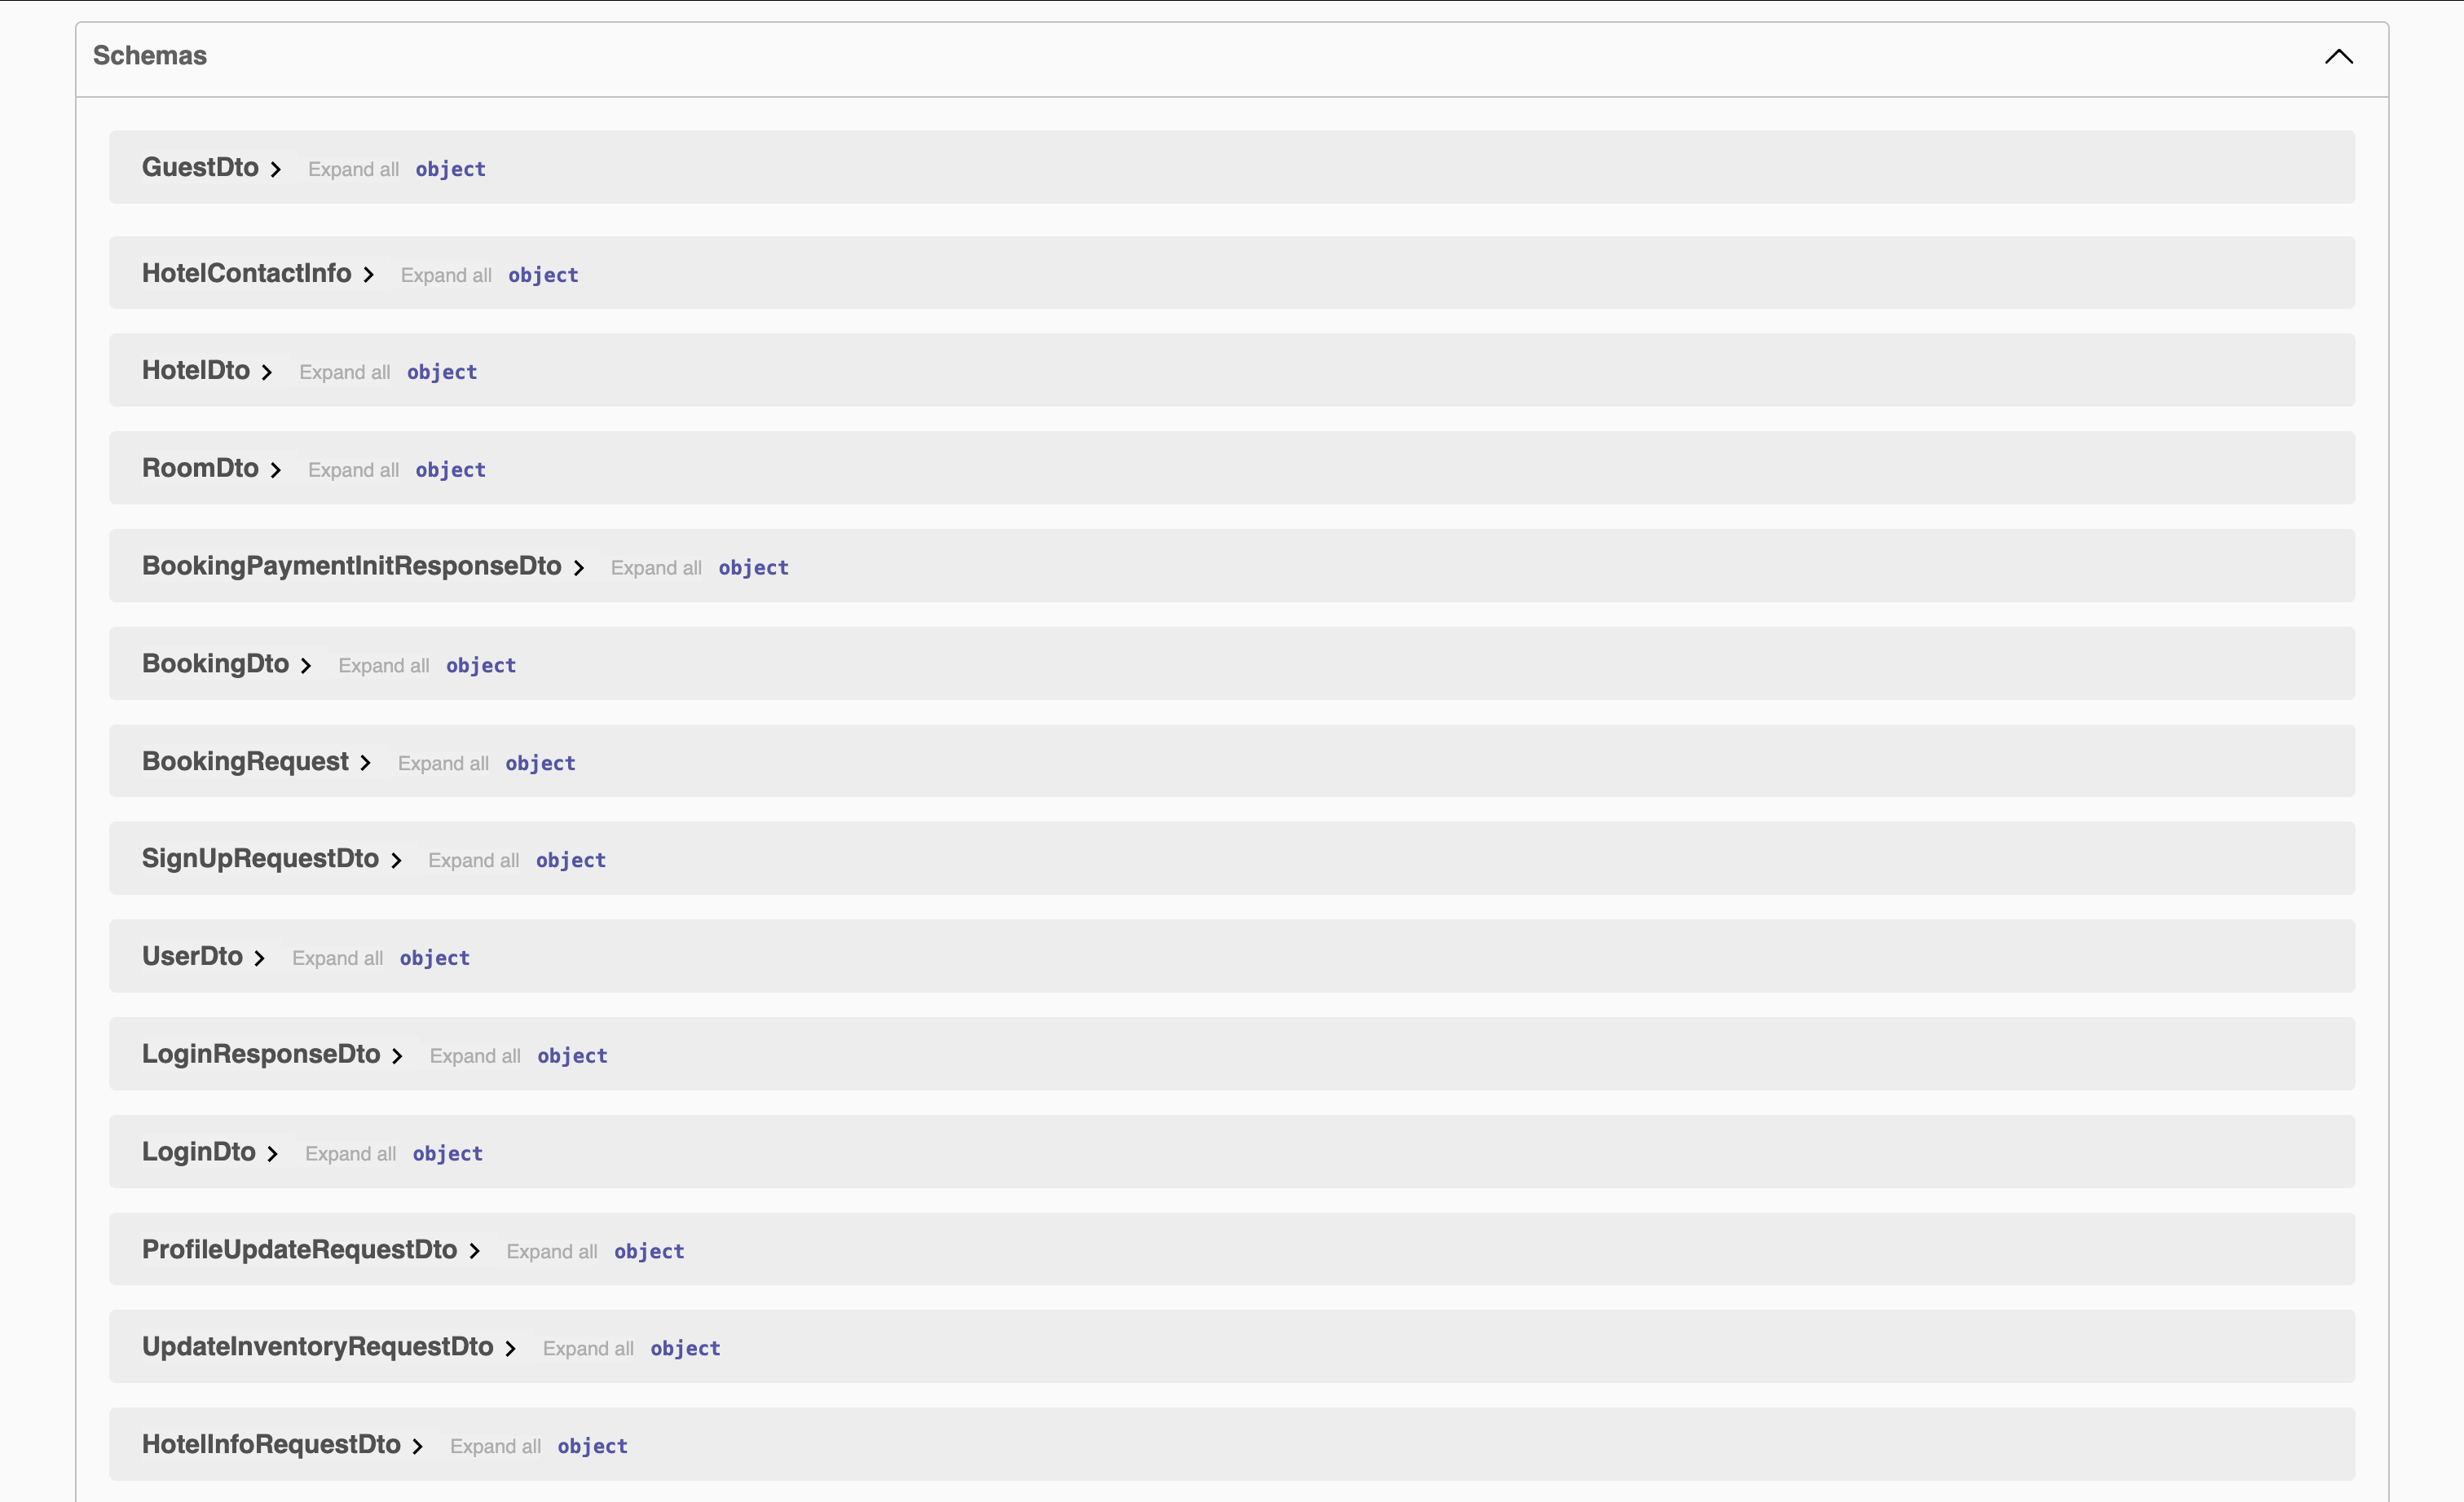 Schemas
GuestDto Expand all object
HotelContactInfo Expand all object
HotelDto Expand all object
RoomDto Expand all object
BookingPaymentInitResponseDto Expand all object
BookingDto Expand all object
BookingRequest Expand all object
SignUpRequestDto Expand all object
UserDto Expand all object
LoginResponseDto Expand all object
LoginDto Expand all object
ProfileUpdateRequestDto Expand all object
UpdateInventoryRequestDto Expand all object
HotelInfoRequestDto Expand all object